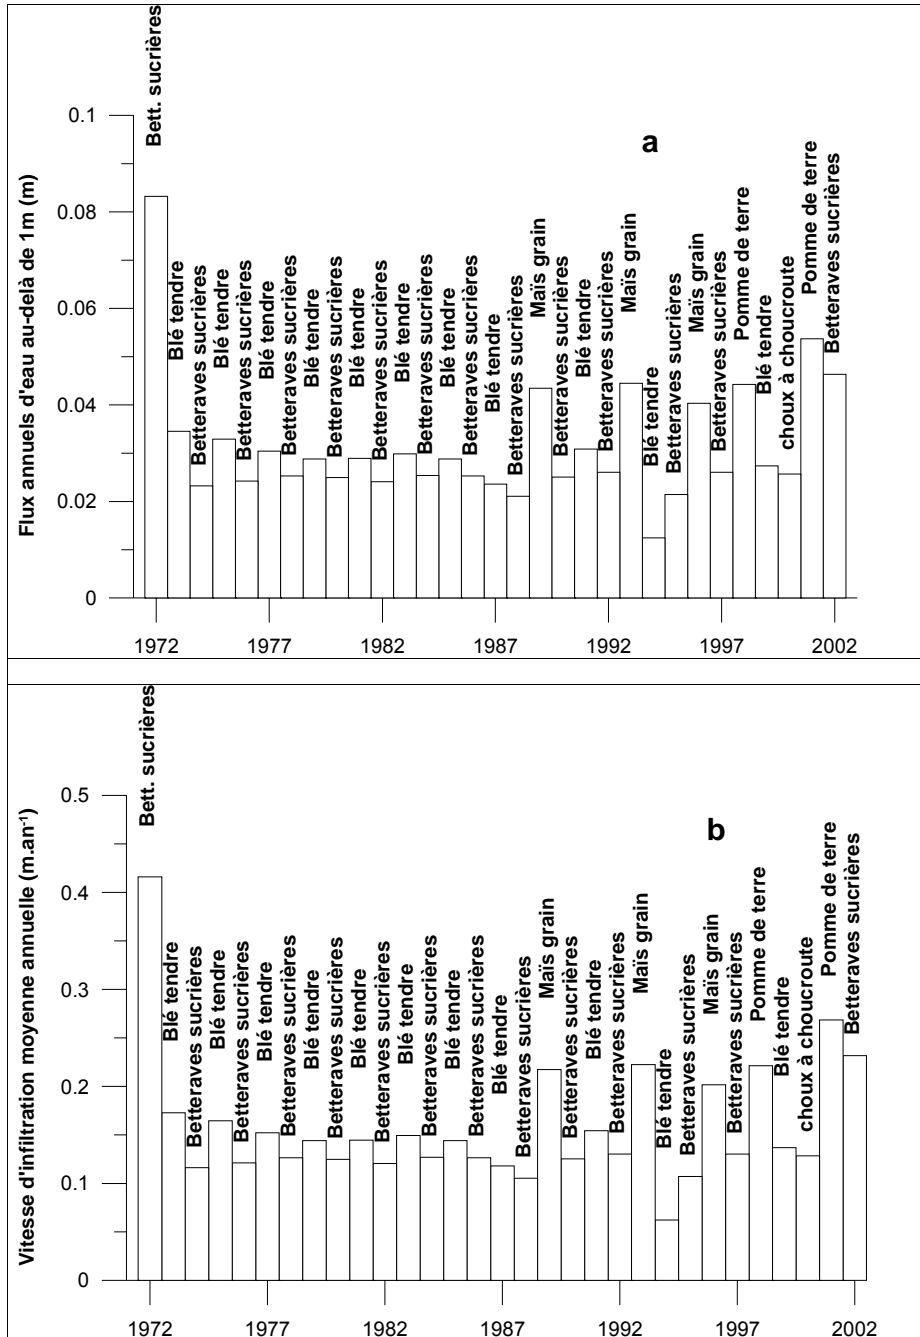 a
Flux annuels d'eau au-delà de 1m (m)
0.1
0.08
0.06
0.04
0.02
0
Bett. sucrières
Blé tendre
Betteraves sucrières
Blé tendre
Betteraves sucrières
Blé tendre
Betteraves sucrières
Blé tendre
Betteraves sucrières
Blé tendre
Betteraves sucrières
Blé tendre
Betteraves sucrières
Blé tendre
Betteraves sucrières
Blé tendre
Betteraves sucrières
Maïs grain
Betteraves sucrières
Blé tendre
Betteraves sucrières
Maïs grain
Blé tendre
Betteraves sucrières
Maïs grain
Betteraves sucrières
Pomme de terre
Blé tendre
choux à choucroute
Pomme de terre
Betteraves sucrières
1972 1977 1982 1987 1992 1997 2002
b
Vitesse d'infiltration moyenne annuelle (m.an⁻¹)
0.5
0.4
0.3
0.2
0.1
0
Bett. sucrières
Blé tendre
Betteraves sucrières
Blé tendre
Betteraves sucrières
Blé tendre
Betteraves sucrières
Blé tendre
Betteraves sucrières
Blé tendre
Betteraves sucrières
Blé tendre
Betteraves sucrières
Blé tendre
Betteraves sucrières
Blé tendre
Betteraves sucrières
Maïs grain
Betteraves sucrières
Blé tendre
Betteraves sucrières
Maïs grain
Blé tendre
Betteraves sucrières
Maïs grain
Betteraves sucrières
Pomme de terre
Blé tendre
choux à choucroute
Pomme de terre
Betteraves sucrières
1972 1977 1982 1987 1992 1997 2002